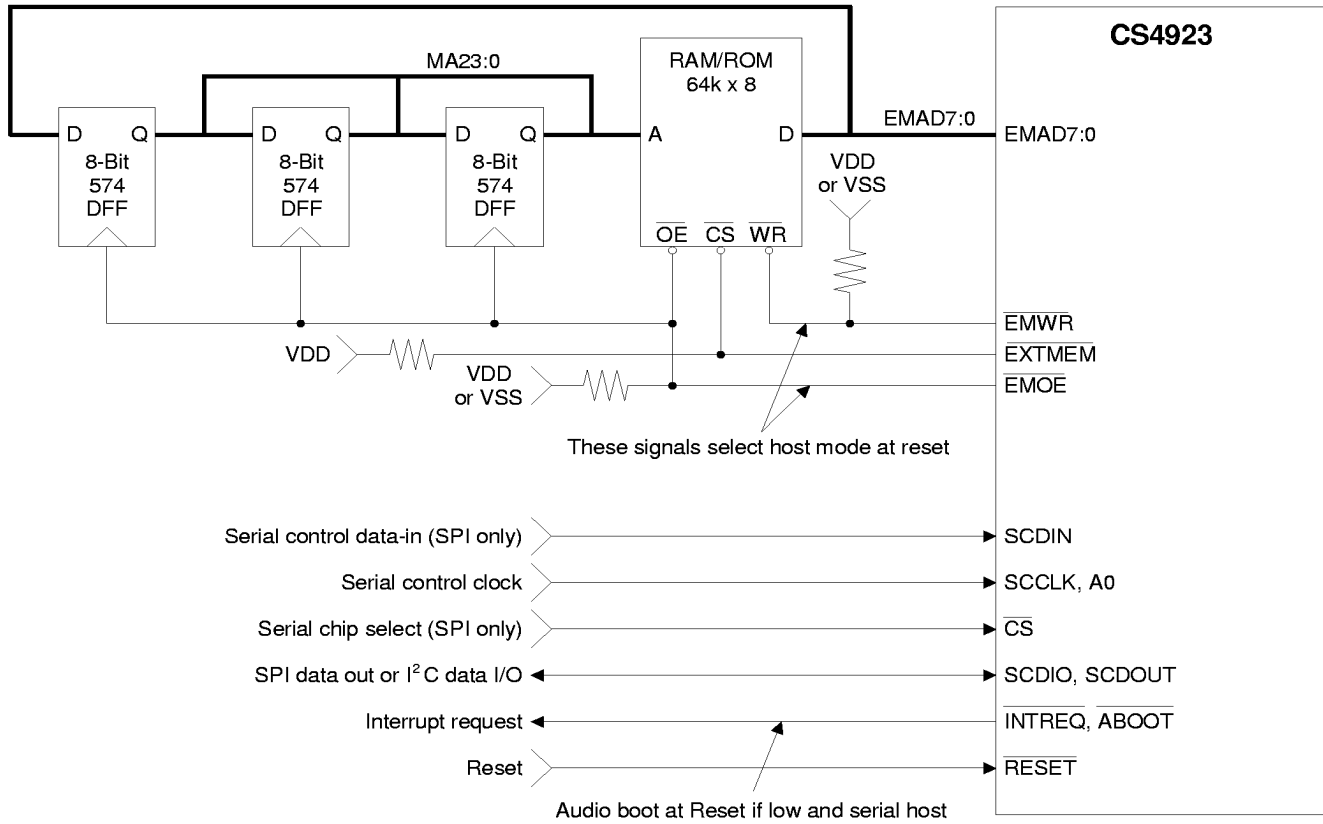 CS4923
MA23:0
RAM/ROM
64k x 8
EMAD7:0
D Q
8-Bit
574
DFF
D Q
8-Bit
574
DFF
D Q
8-Bit
574
DFF
A D
OE CS WR
EMAD7:0
VDD
or VSS
EMWR
VDD
EXTMEM
VDD
or VSS
EMOE
These signals select host mode at reset
Serial control data-in (SPI only)
SCDIN
Serial control clock
SCCLK, A0
Serial chip select (SPI only)
CS
SPI data out or I²C data I/O
SCDIO, SCDOUT
Interrupt request
INTREQ, ABOOT
Reset
RESET
Audio boot at Reset if low and serial host